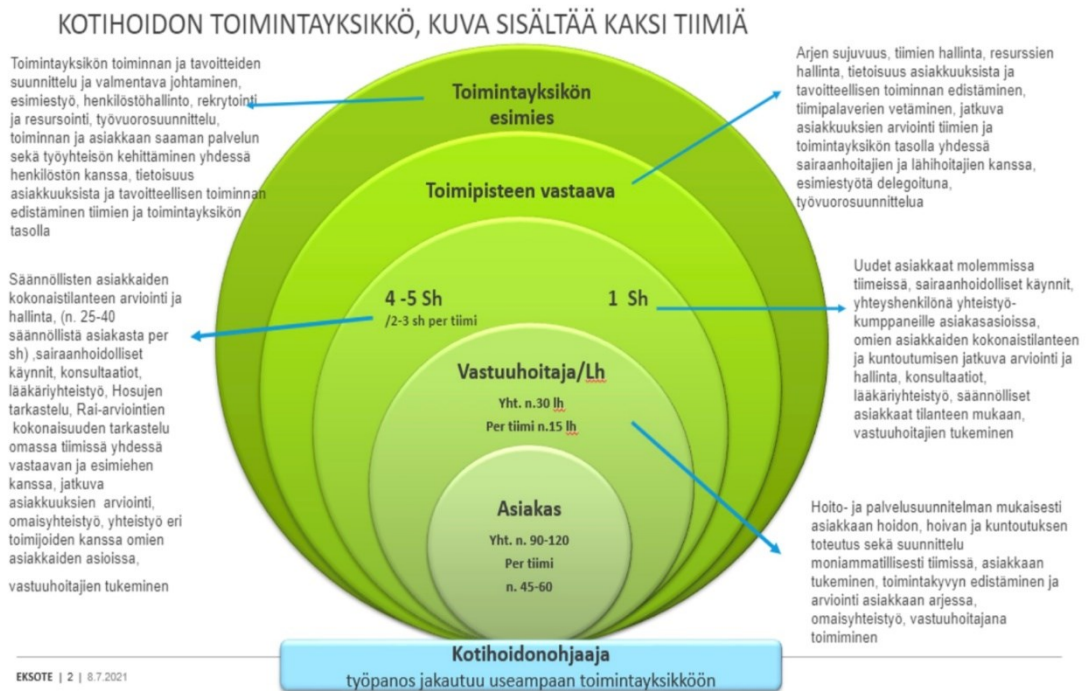 KOTIHOIDON TOIMINTAYKSIKKÖ, KUVA SISÄLTÄÄ KAKSI TIIMIÄ
Toimintayksikön toiminnan ja tavoitteiden
suunnittelu ja valmentava johtaminen,
esimiestyö, henkilöstöhallinto, rekrytointi
ja resursointi, työvuorosuunnittelu,
toiminnan ja asiakkaan saaman palvelun
sekä työyhteisön kehittäminen yhdessä
henkilöstön kanssa, tietoisuus
asiakkuuksista ja tavoitteellisen toiminnan
edistäminen tiimien ja toimintayksikön
tasolla
Säännöllisten asiakkaiden
kokonaistilanteen arviointi ja
hallinta, (n. 25-40
säännöllistä asiakasta per
sh) ,sairaanhoidolliset
käynnit, konsultaatiot,
lääkäriyhteistyö, Hosujen
tarkastelu, Rai-arviointien
kokonaisuuden tarkastelu
omassa tiimissä yhdessä
vastaavan ja esimiehen
kanssa, jatkuva
asiakkuuksien arviointi,
omaisyhteistyö, yhteistyö eri
toimijoiden kanssa omien
asiakkaiden asioissa,
vastuuhoitajien tukeminen
Toimintayksikön
esimies
Toimipisteen vastaava
4 -5 Sh
/2-3 sh per tiimi
1 Sh
Vastuuhoitaja/Lh
Yht. n.30 lh
Per tiimi n.15 lh
Asiakas
Yht. n. 90-120
Per tiimi
n. 45-60
Arjen sujuvuus, tiimien hallinta, resurssien
hallinta, tietoisuus asiakkuuksista ja
tavoitteellisen toiminnan edistäminen,
tiimipalaverien vetäminen, jatkuva
asiakkuuksien arviointi tiimien ja
toimintayksikön tasolla yhdessä
sairaanhoitajien ja lähihoitajien kanssa,
esimiestyötä delegoituna,
työvuorosuunnittelua
Uudet asiakkaat molemmissa
tiimeissä, sairaanhoidolliset käynnit,
yhteyshenkilönä yhteistyö-
kumppaneille asiakasasioissa,
omien asiakkaiden kokonaistilanteen
ja kuntoutumisen jatkuva arviointi ja
hallinta, konsultaatiot,
lääkäriyhteistyö, säännölliset
asiakkaat tilanteen mukaan,
vastuuhoitajien tukeminen
Hoito- ja palvelusuunnitelman mukaisesti
asiakkaan hoidon, hoivan ja kuntoutuksen
toteutus sekä suunnittelu
moniammatillisesti tiimissä, asiakkaan
tukeminen, toimintakyvyn edistäminen ja
arviointi asiakkaan arjessa,
omaisyhteistyö, vastuuhoitajana
toimiminen
Kotihoidonohjaaja
työpanos jakautuu useampaan toimintayksikköön
EKSOTE | 2 | 8.7.2021